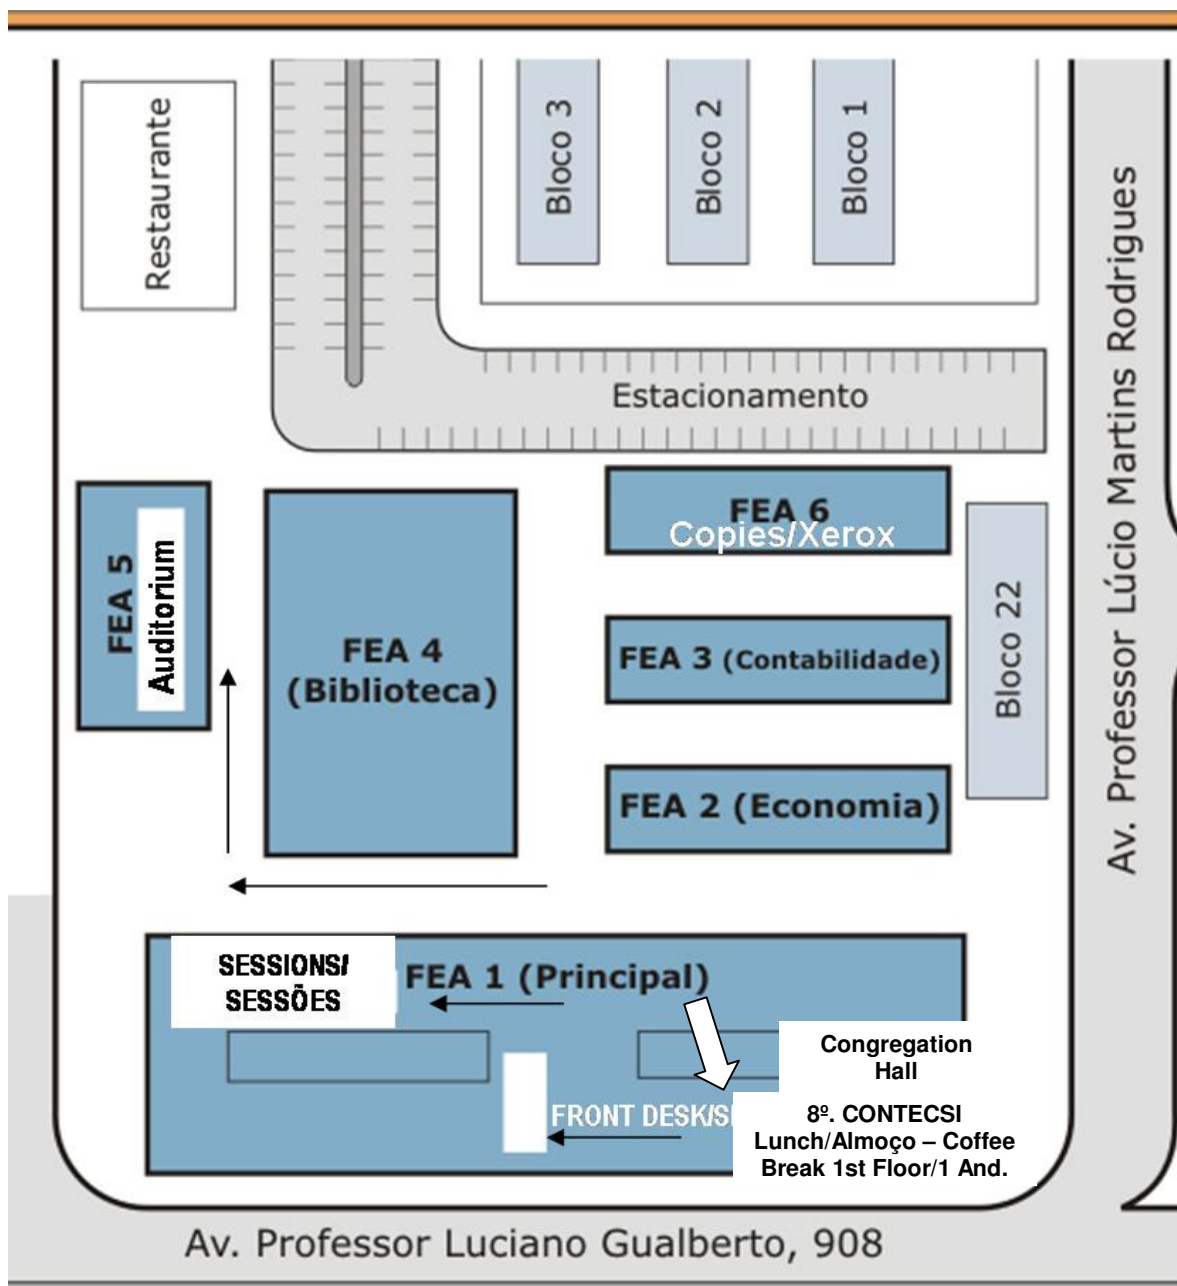 Restaurante
Bloco 3
Bloco 2
Bloco 1
Av. Professor Lúcio Martins Rodrigues
Estacionamento
FEA 5
Auditorium
FEA 4
(Biblioteca)
FEA 6
Copies/Xerox
FEA 3 (Contabilidade)
Bloco 22
FEA 2 (Economia)
SESSIONS/
SESSÕES
FEA 1 (Principal)
Congregation
Hall
FRONT DESK/
8º. CONTECSI
Lunch/Almoço – Coffee
Break 1st Floor/1 And.
Av. Professor Luciano Gualberto, 908